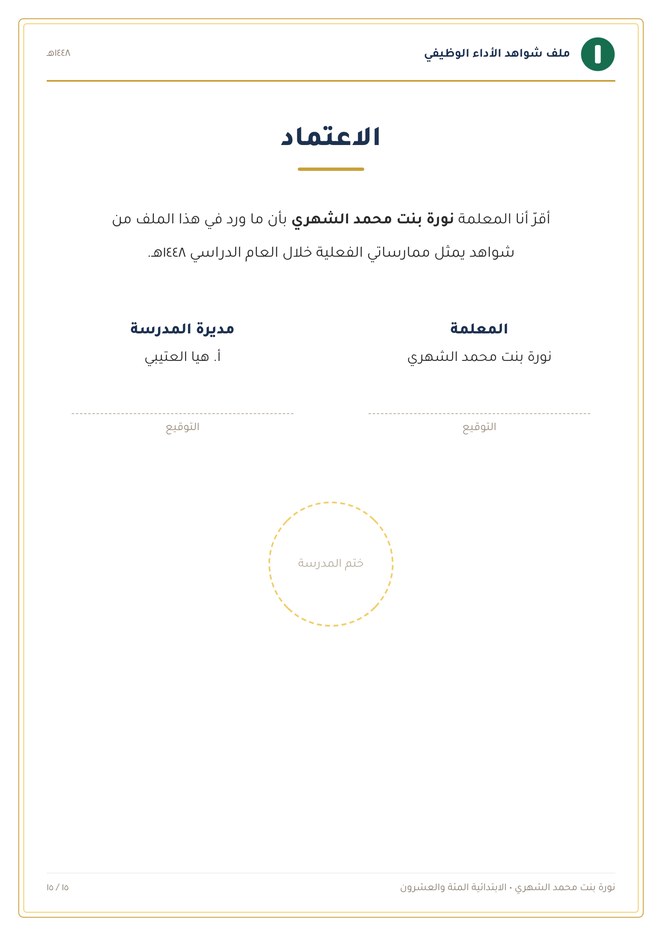 ملف شواهد الأداء الوظيفي
١٤٤٨هـ
الاعتماد
أقرّ أنا المعلمة نورة بنت محمد الشهري بأن ما ورد في هذا الملف من
شواهد يمثل ممارساتي الفعلية خلال العام الدراسي ١٤٤٨هـ.
المعلمة
نورة بنت محمد الشهري
التوقيع
مديرة المدرسة
أ. هيا العتيبي
التوقيع
ختم المدرسة
نورة بنت محمد الشهري • الابتدائية المئة والعشرون
١٥ / ١٥